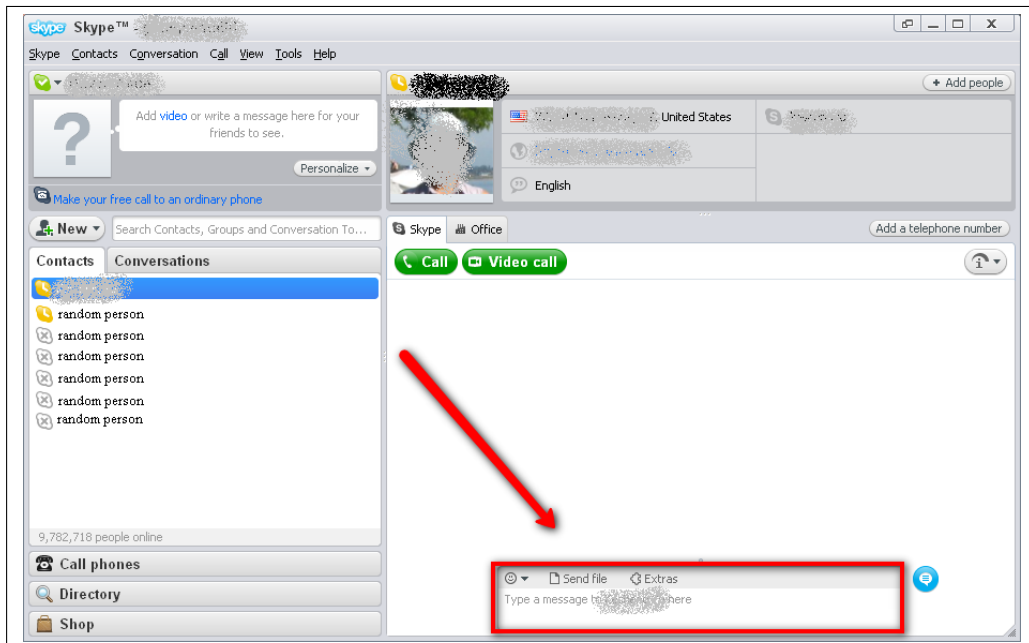 skype Skype™
Skype Contacts Conversation Call View Tools Help
Add video or write a message here for your
friends to see.
Personalize
Make your free call to an ordinary phone
New
Search Contacts, Groups and Conversation To...
Contacts Conversations
random person
random person
random person
random person
random person
random person
9,782,718 people online
Call phones
Directory
Shop
+ Add people
United States
English
Skype Office
Add a telephone number
Call Video call
Send file Extras
Type a message to here